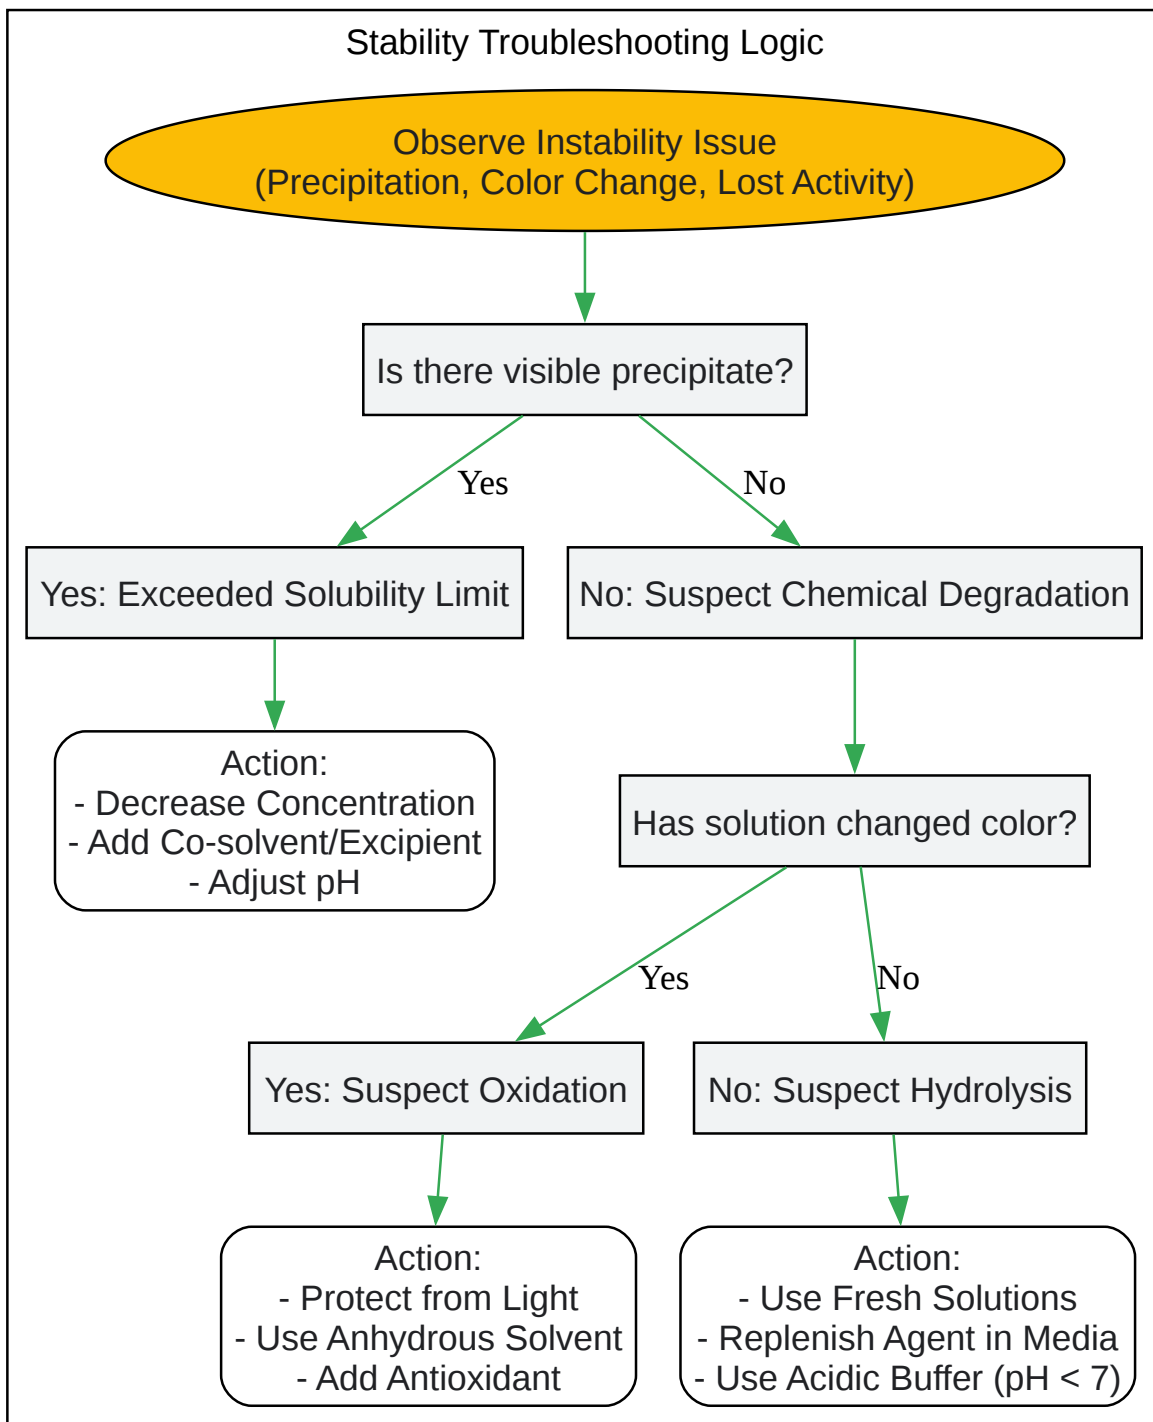 Stability Troubleshooting Logic
Observe Instability Issue
(Precipitation, Color Change, Lost Activity)
Is there visible precipitate?
Yes
No
Yes: Exceeded Solubility Limit
No: Suspect Chemical Degradation
Action:
- Decrease Concentration
- Add Co-solvent/Excipient
- Adjust pH
Has solution changed color?
Yes
No
Yes: Suspect Oxidation
No: Suspect Hydrolysis
Action:
- Protect from Light
- Use Anhydrous Solvent
- Add Antioxidant
Action:
- Use Fresh Solutions
- Replenish Agent in Media
- Use Acidic Buffer (pH < 7)